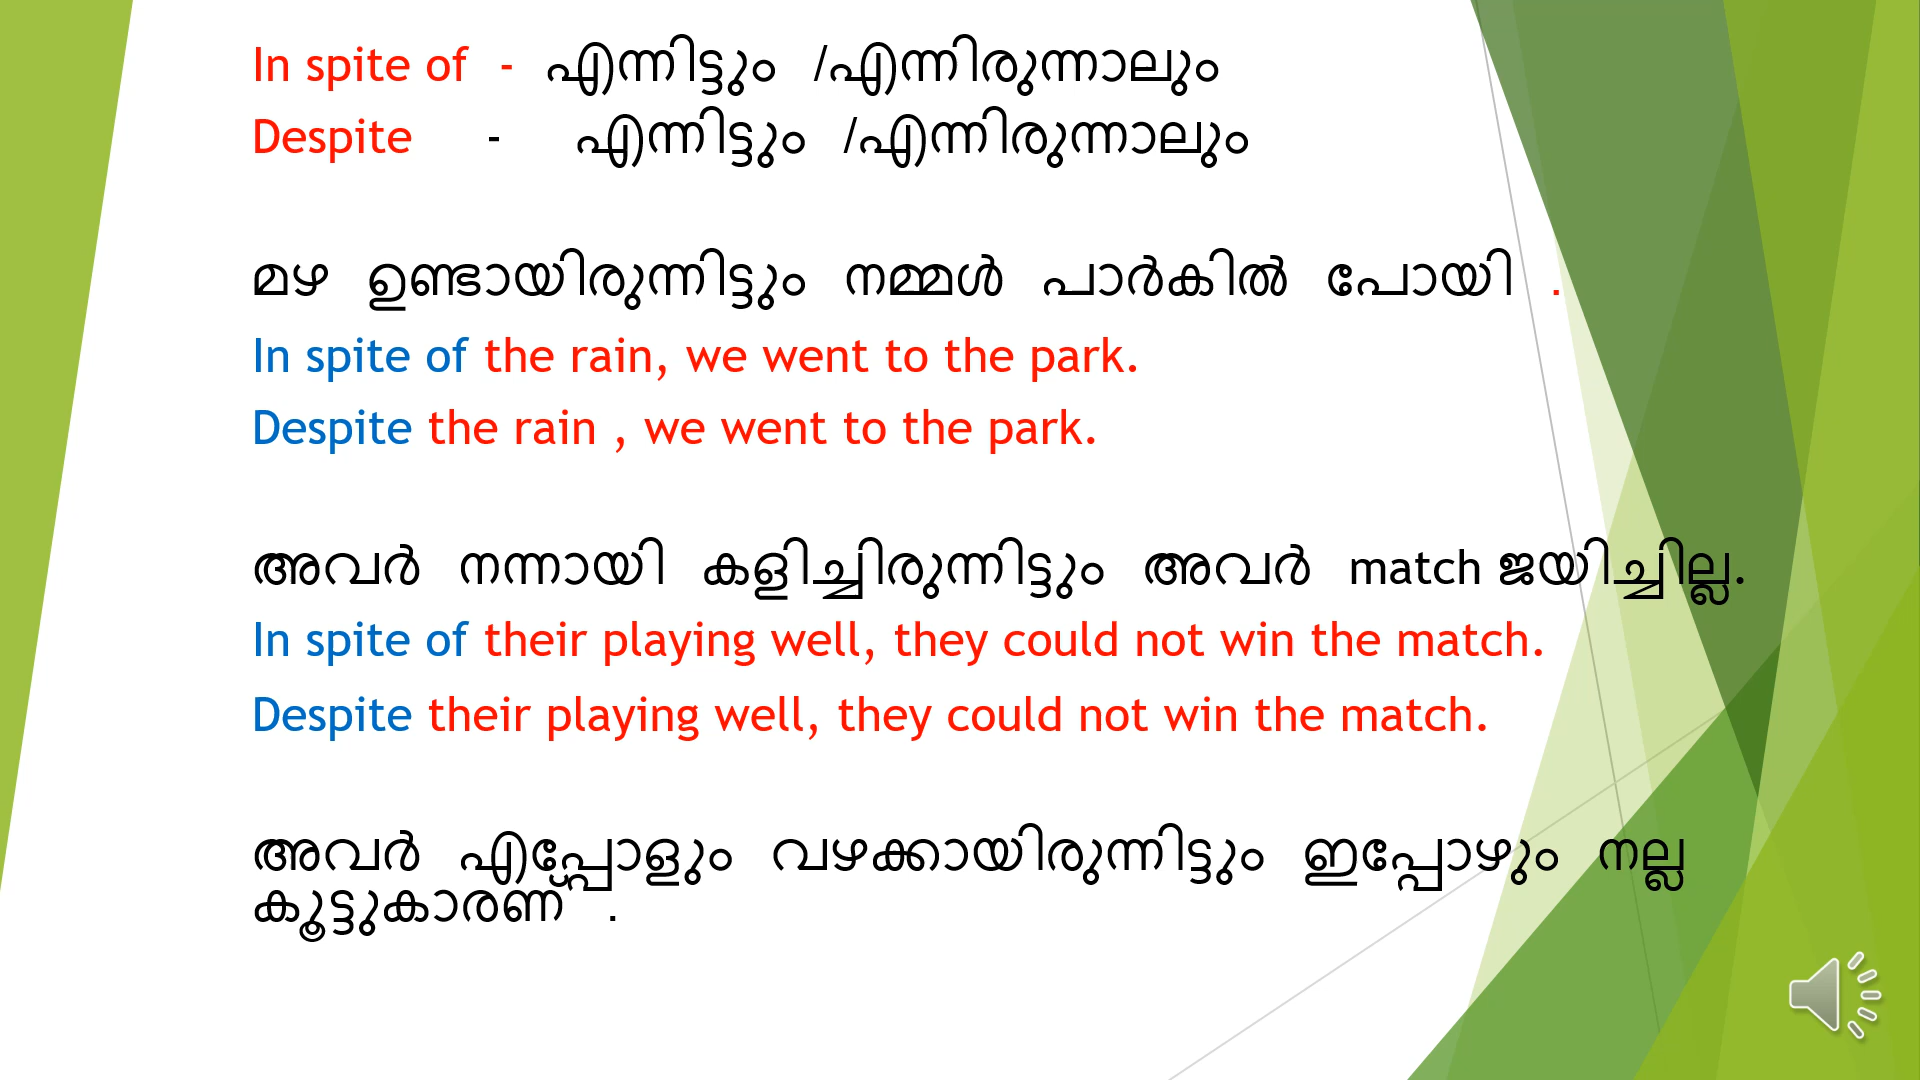 In spite of - എന്നിട്ടും /എന്നിരുന്നാലും
Despite - എന്നിട്ടും /എന്നിരുന്നാലും
മഴ ഉണ്ടായിരുന്നിട്ടും നമ്മൾ പാർകിൽ പോയി .
In spite of the rain, we went to the park.
Despite the rain , we went to the park.
അവർ നന്നായി കളിച്ചിരുന്നിട്ടും അവർ match ജയിച്ചില്ല.
In spite of their playing well, they could not win the match.
Despite their playing well, they could not win the match.
അവർ എപ്പോളും വഴക്കായിരുന്നിട്ടും ഇപ്പോഴും നല്ല
കൂട്ടുകാരണ് .